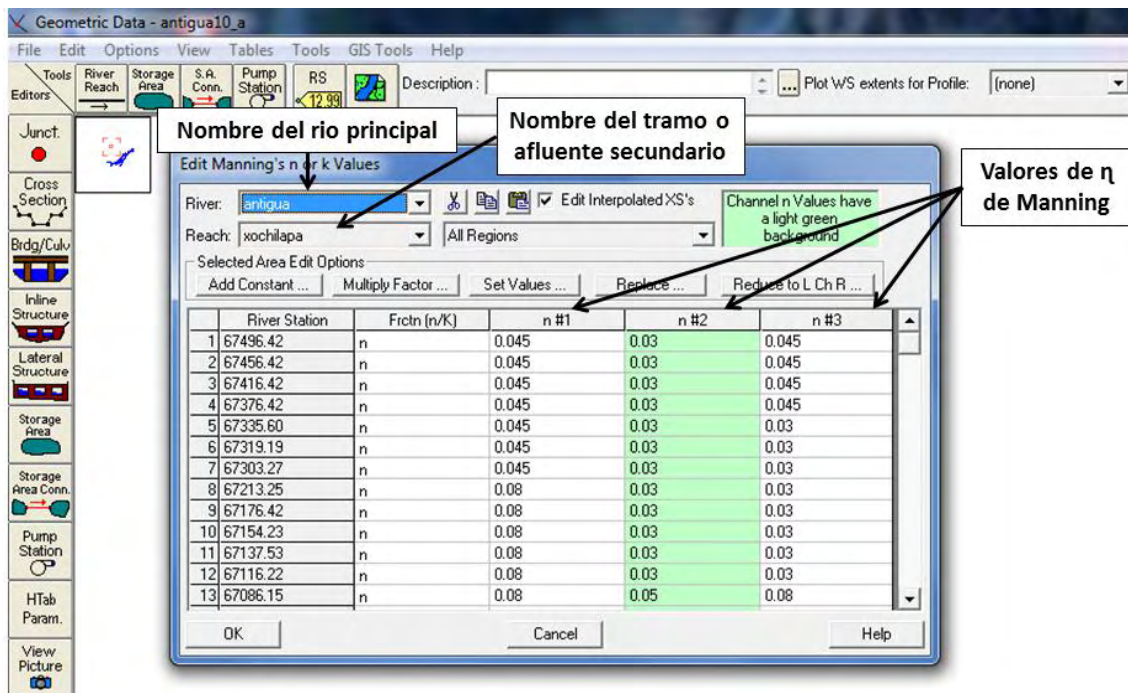 Geometric Data - antigua10_a
File Edit Options View Tables Tools GIS Tools Help
Tools
Editors
River
Reach
Storage
Area
S.A.
Conn.
Pump
Station
RS
12.99
Description :
...
Plot WS extents for Profile:
(none)
Junct.
Cross
Section
Brdg/Culv
Inline
Structure
Lateral
Structure
Storage
Area
Storage
Area Conn.
Pump
Station
HTab
Param.
View
Picture
Nombre del rio principal
Nombre del tramo o
afluente secundario
Valores de η
de Manning
Edit Manning's n or k Values
River: antigua
Edit Interpolated XS's
Channel n Values have
a light green
background
Reach: xochilapa
All Regions
Selected Area Edit Options
Add Constant ... Multiply Factor ... Set Values ... Replace ... Reduce to L Ch R ...
River Station Frctn (n/K) n #1 n #2 n #3
1 67496.42 n 0.045 0.03 0.045
2 67456.42 n 0.045 0.03 0.045
3 67416.42 n 0.045 0.03 0.045
4 67376.42 n 0.045 0.03 0.045
5 67335.60 n 0.045 0.03 0.03
6 67319.19 n 0.045 0.03 0.03
7 67303.27 n 0.045 0.03 0.03
8 67213.25 n 0.08 0.03 0.03
9 67176.42 n 0.08 0.03 0.03
10 67154.23 n 0.08 0.03 0.03
11 67137.53 n 0.08 0.03 0.03
12 67116.22 n 0.08 0.03 0.03
13 67086.15 n 0.08 0.05 0.08
OK Cancel Help